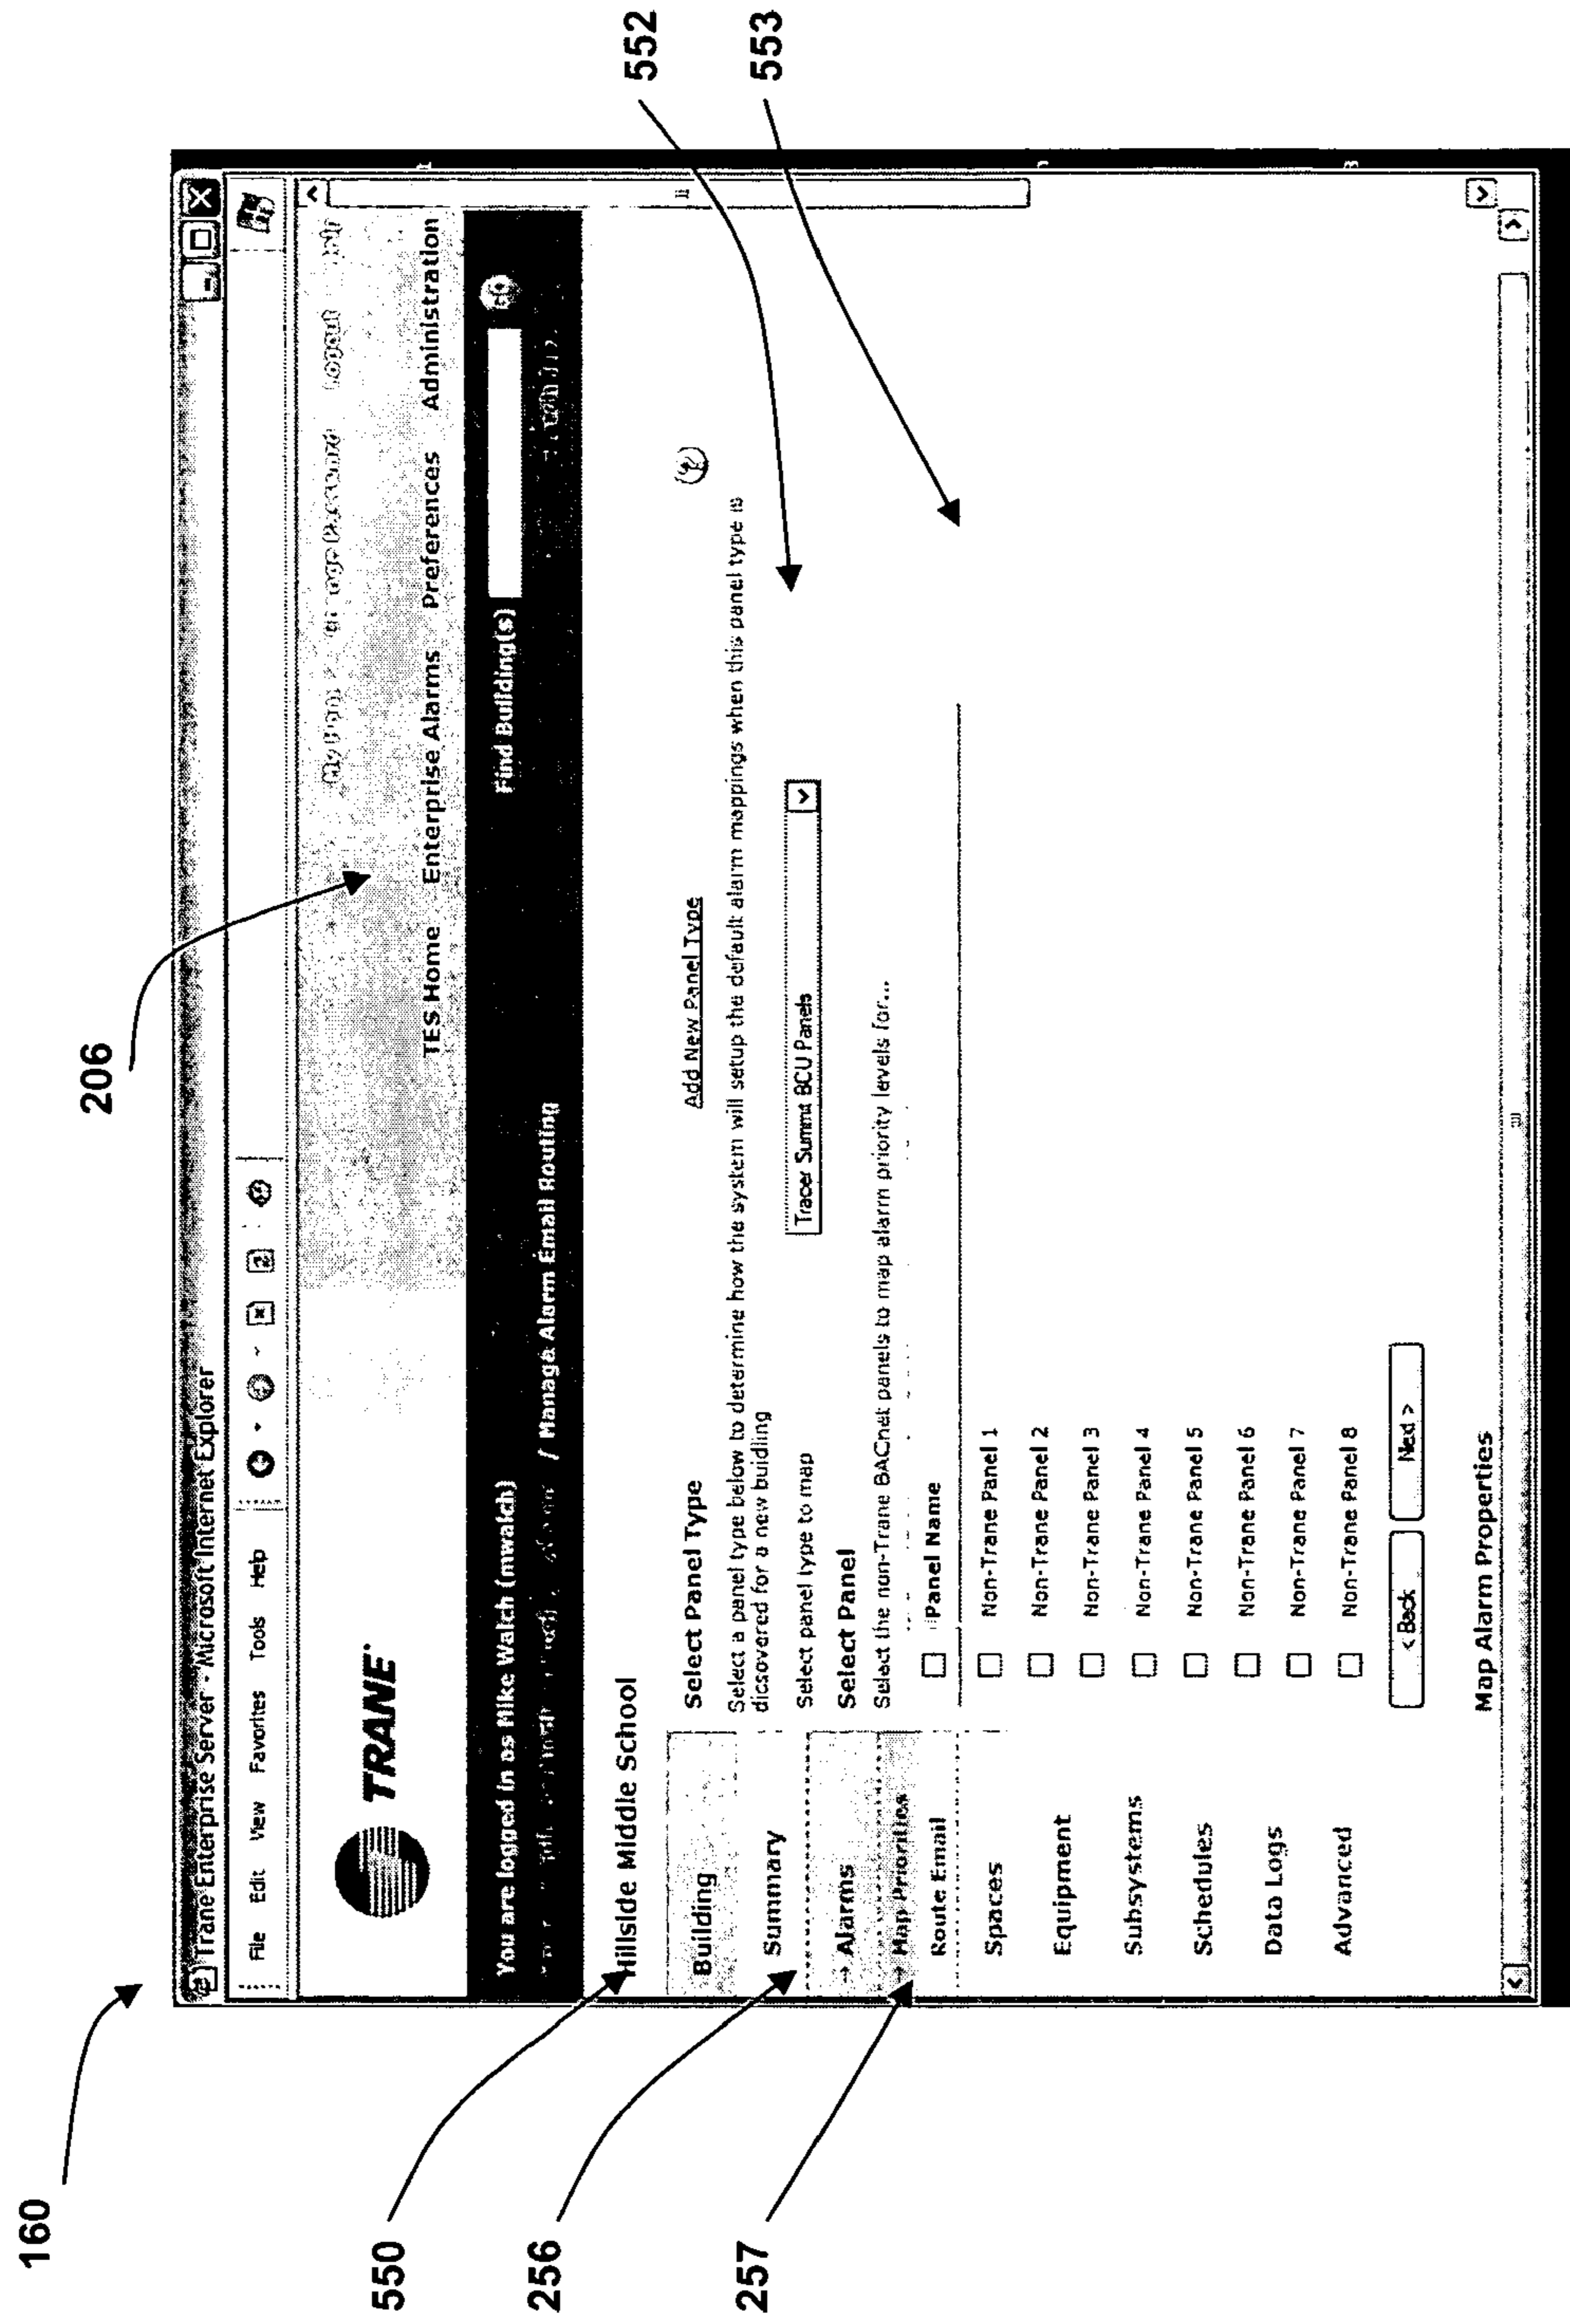 160
206
552
553
550
256
257
Trane Enterprise Server - Microsoft Internet Explorer
File Edit View Favorites Tools Help
TRANE
TES Home Enterprise Alarms Preferences Administration
You are logged in as Mike Walch (mwalch)
Find Building(s)
/ Manage Alarm Email Routing
Hillside Middle School
Building
Summary
→ Alarms
→ Map Priorities
Route Email
Spaces
Equipment
Subsystems
Schedules
Data Logs
Advanced
Select Panel Type
Add New Panel Type
Select a panel type below to determine how the system will setup the default alarm mappings when this panel type is
dicsovered for a new buidling
Select panel type to map
Tracer Summit BCU Panels
Select Panel
Select the non-Trane BACnet panels to map alarm priority levels for...
Panel Name
Non-Trane Panel 1
Non-Trane Panel 2
Non-Trane Panel 3
Non-Trane Panel 4
Non-Trane Panel 5
Non-Trane Panel 6
Non-Trane Panel 7
Non-Trane Panel 8
< Back
Next >
Map Alarm Properties